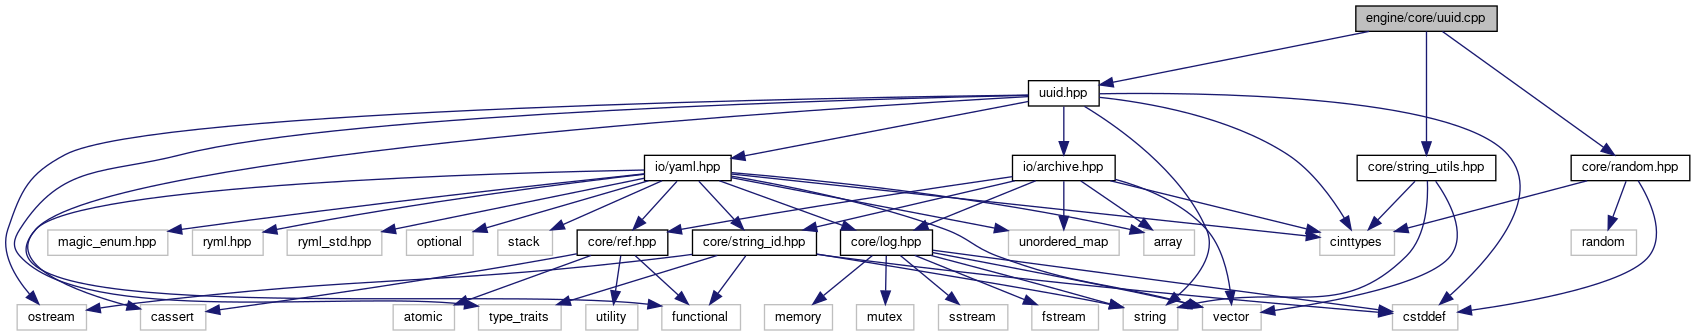 engine/core/uuid.cpp
uuid.hpp
io/yaml.hpp
io/archive.hpp
core/string_utils.hpp
core/random.hpp
magic_enum.hpp
ryml.hpp
ryml_std.hpp
optional
stack
core/ref.hpp
core/string_id.hpp
core/log.hpp
unordered_map
array
cinttypes
random
ostream
cassert
atomic
type_traits
utility
functional
memory
mutex
sstream
fstream
string
vector
cstddef